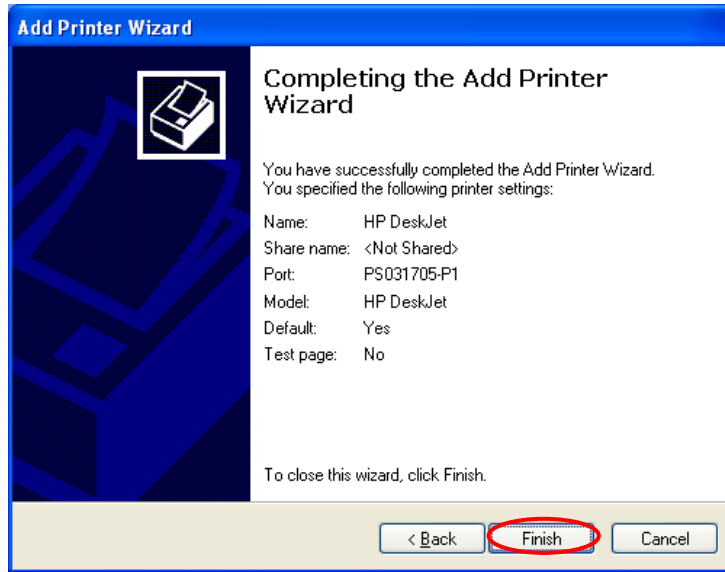 Add Printer Wizard
Completing the Add Printer
Wizard
You have successfully completed the Add Printer Wizard.
You specified the following printer settings:
Name: HP DeskJet
Share name: <Not Shared>
Port: PS031705-P1
Model: HP DeskJet
Default: Yes
Test page: No
To close this wizard, click Finish.
< Back Finish Cancel